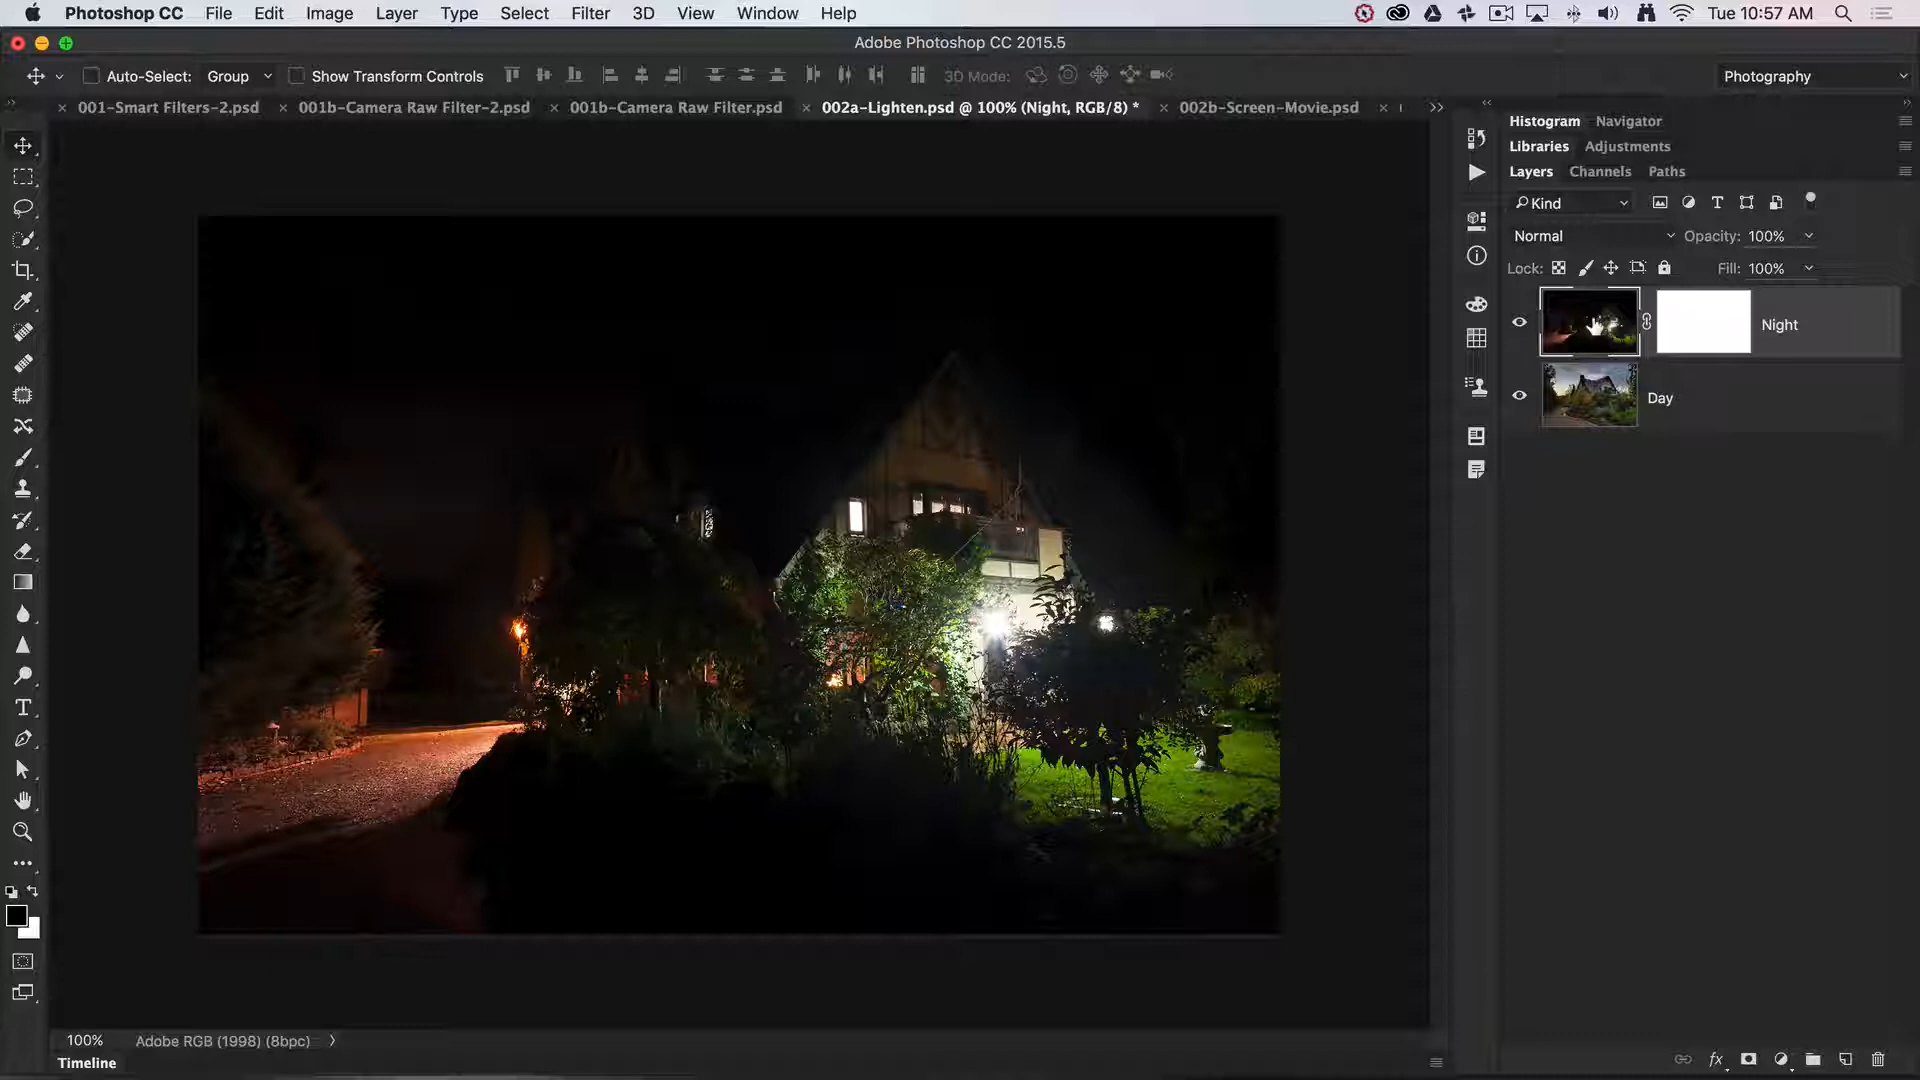 Photoshop CC File Edit Image Layer Type Select Filter 3D View Window Help Tue 10:57 AM
Adobe Photoshop CC 2015.5
Auto-Select: Group Show Transform Controls 3D Mode: Photography
001-Smart Filters-2.psd 001b-Camera Raw Filter-2.psd 001b-Camera Raw Filter.psd 002a-Lighten.psd @ 100% (Night, RGB/8) * 002b-Screen-Movie.psd
Histogram Navigator
Libraries Adjustments
Layers Channels Paths
Kind
Normal Opacity: 100%
Lock: Fill: 100%
Night
Day
100% Adobe RGB (1998) (8bpc)
Timeline